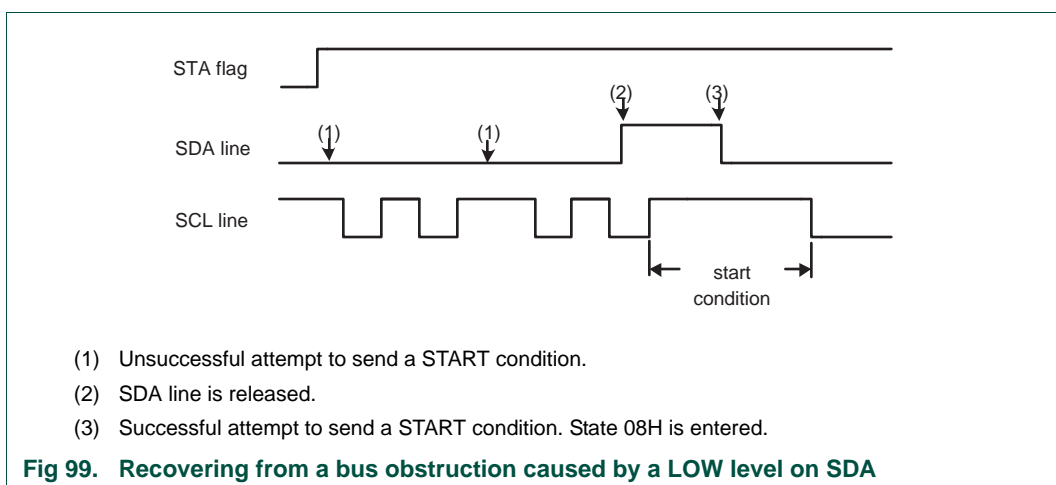 STA flag
(2) (3)
(1) (1)
SDA line
SCL line
start
condition
(1) Unsuccessful attempt to send a START condition.
(2) SDA line is released.
(3) Successful attempt to send a START condition. State 08H is entered.
Fig 99. Recovering from a bus obstruction caused by a LOW level on SDA